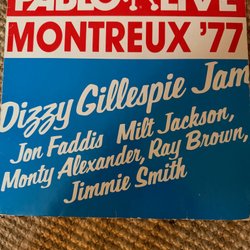 PABLO LIVE
MONTREUX '77
Dizzy Gillespie Jam
Jon Faddis Milt Jackson,
Monty Alexander, Ray Brown,
Jimmie Smith